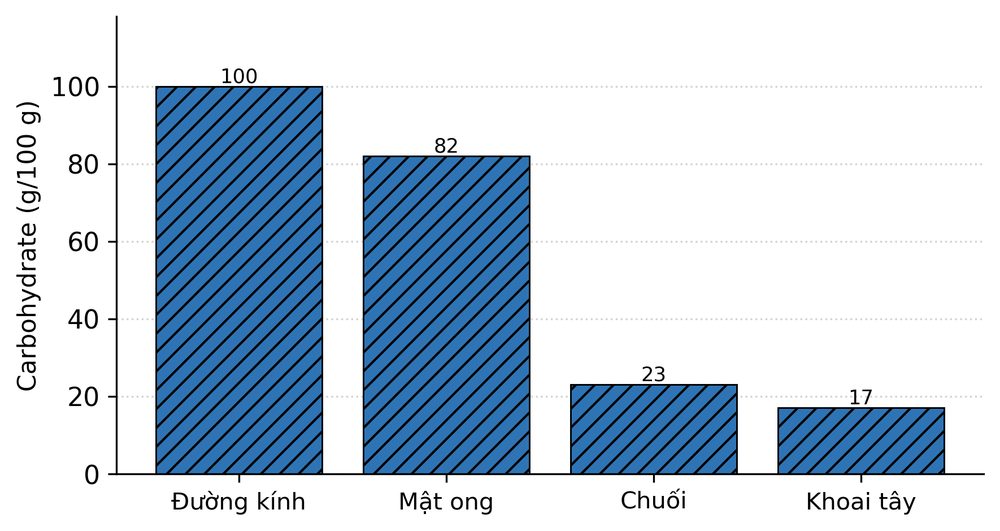 Carbohydrate (g/100 g)
100
80
60
40
20
0
100
82
23
17
Đường kính
Mật ong
Chuối
Khoai tây